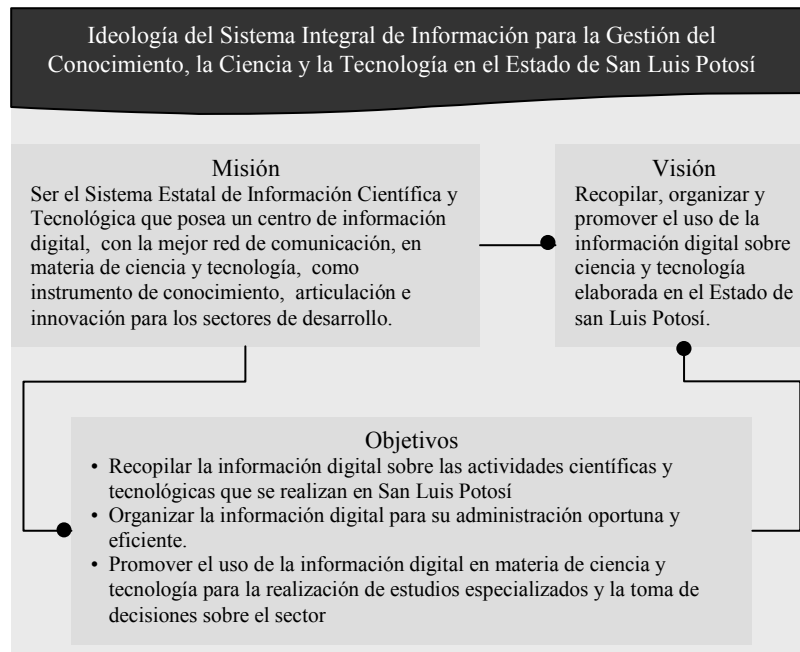 Ideología del Sistema Integral de Información para la Gestión del
Conocimiento, la Ciencia y la Tecnología en el Estado de San Luis Potosí
Misión
Ser el Sistema Estatal de Información Científica y
Tecnológica que posea un centro de información
digital, con la mejor red de comunicación, en
materia de ciencia y tecnología, como
instrumento de conocimiento, articulación e
innovación para los sectores de desarrollo.
Visión
Recopilar, organizar y
promover el uso de la
información digital sobre
ciencia y tecnología
elaborada en el Estado de
san Luis Potosí.
Objetivos
• Recopilar la información digital sobre las actividades científicas y
tecnológicas que se realizan en San Luis Potosí
• Organizar la información digital para su administración oportuna y
eficiente.
• Promover el uso de la información digital en materia de ciencia y
tecnología para la realización de estudios especializados y la toma de
decisiones sobre el sector